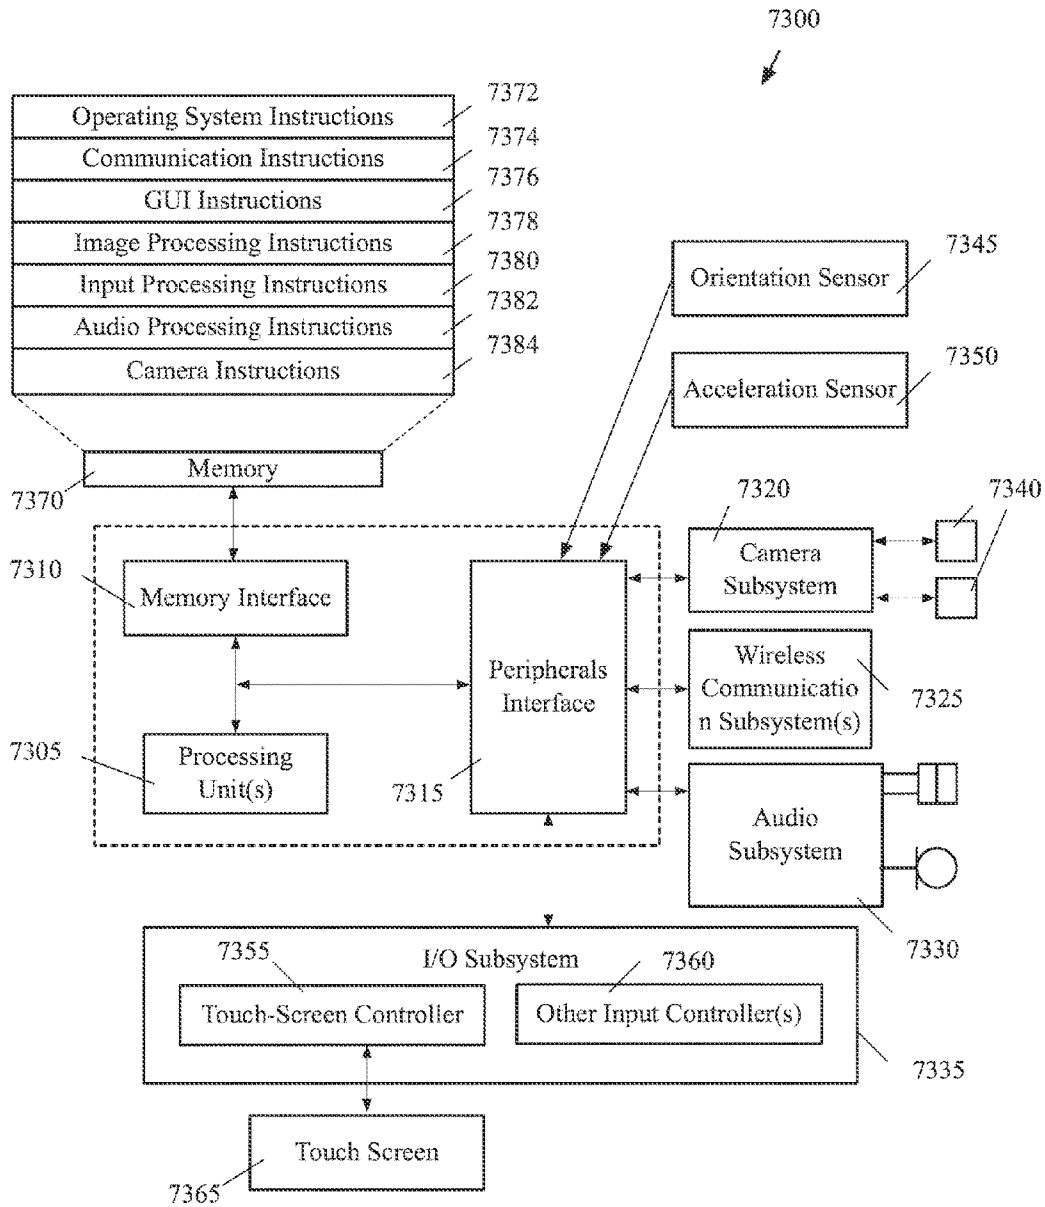 7300
7372
Operating System Instructions
7374
Communication Instructions
7376
GUI Instructions
7378
Image Processing Instructions
7380
Input Processing Instructions
7382
Audio Processing Instructions
7384
Camera Instructions
7345
Orientation Sensor
7350
Acceleration Sensor
Memory
7370
7320
7340
Camera
Subsystem
7310
Memory Interface
Peripherals
Interface
7315
Wireless
Communicatio
n Subsystem(s)
7325
7305
Processing
Unit(s)
Audio
Subsystem
7330
7355
I/O Subsystem
7360
Touch-Screen Controller
Other Input Controller(s)
7335
Touch Screen
7365